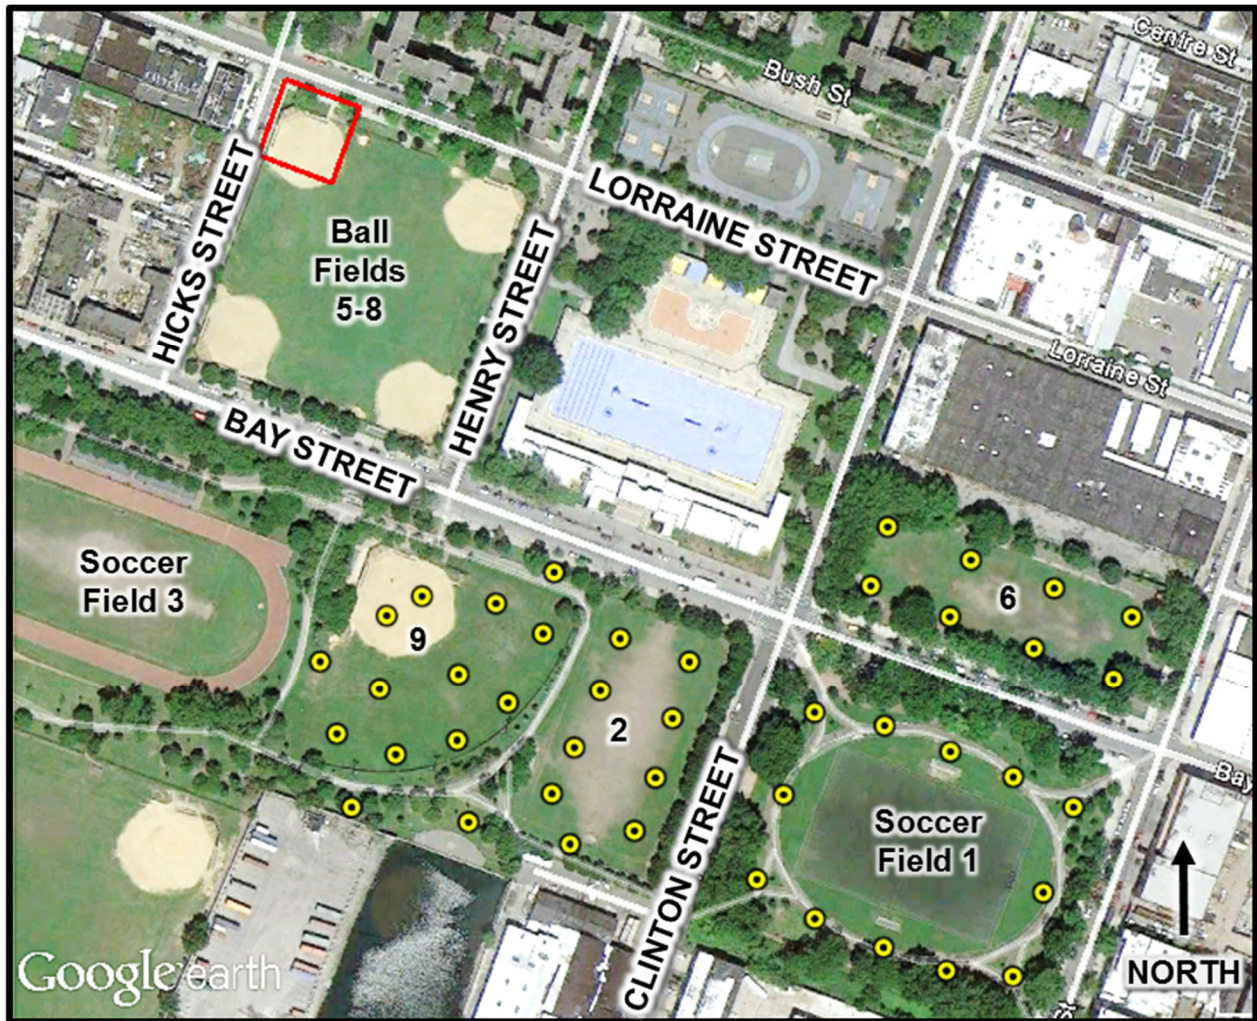 Centre St
Bush St
HICKS STREET
Ball
Fields
5-8
LORRAINE STREET
HENRY STREET
Lorraine St
BAY STREET
Soccer
Field 3
9
6
2
Bay
CLINTON STREET
Soccer
Field 1
NORTH
Google earth